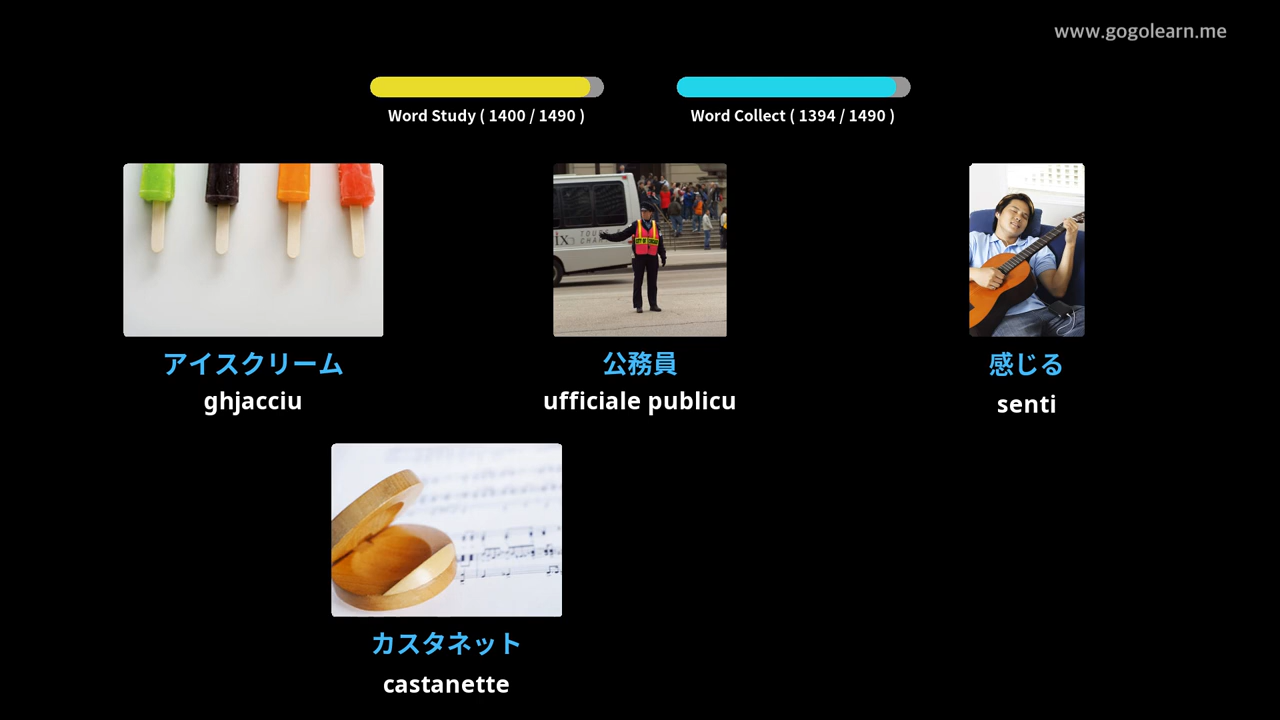 www.gogolearn.me
Word Study ( 1400 / 1490 )
Word Collect ( 1394 / 1490 )
アイスクリーム
ghjacciu
公務員
ufficiale publicu
感じる
senti
カスタネット
castanette